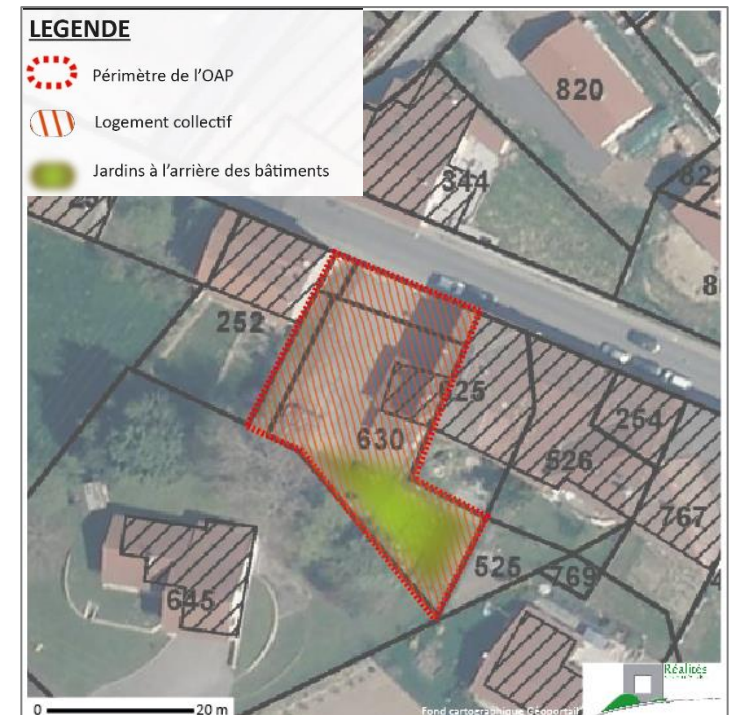 LEGENDE
Périmètre de l'OAP
Logement collectif
Jardins à l'arrière des bâtiments
820
344
252
630
254
526
767
645
525
769
0 20 m
Réalités
Fond cartographique Géoportail